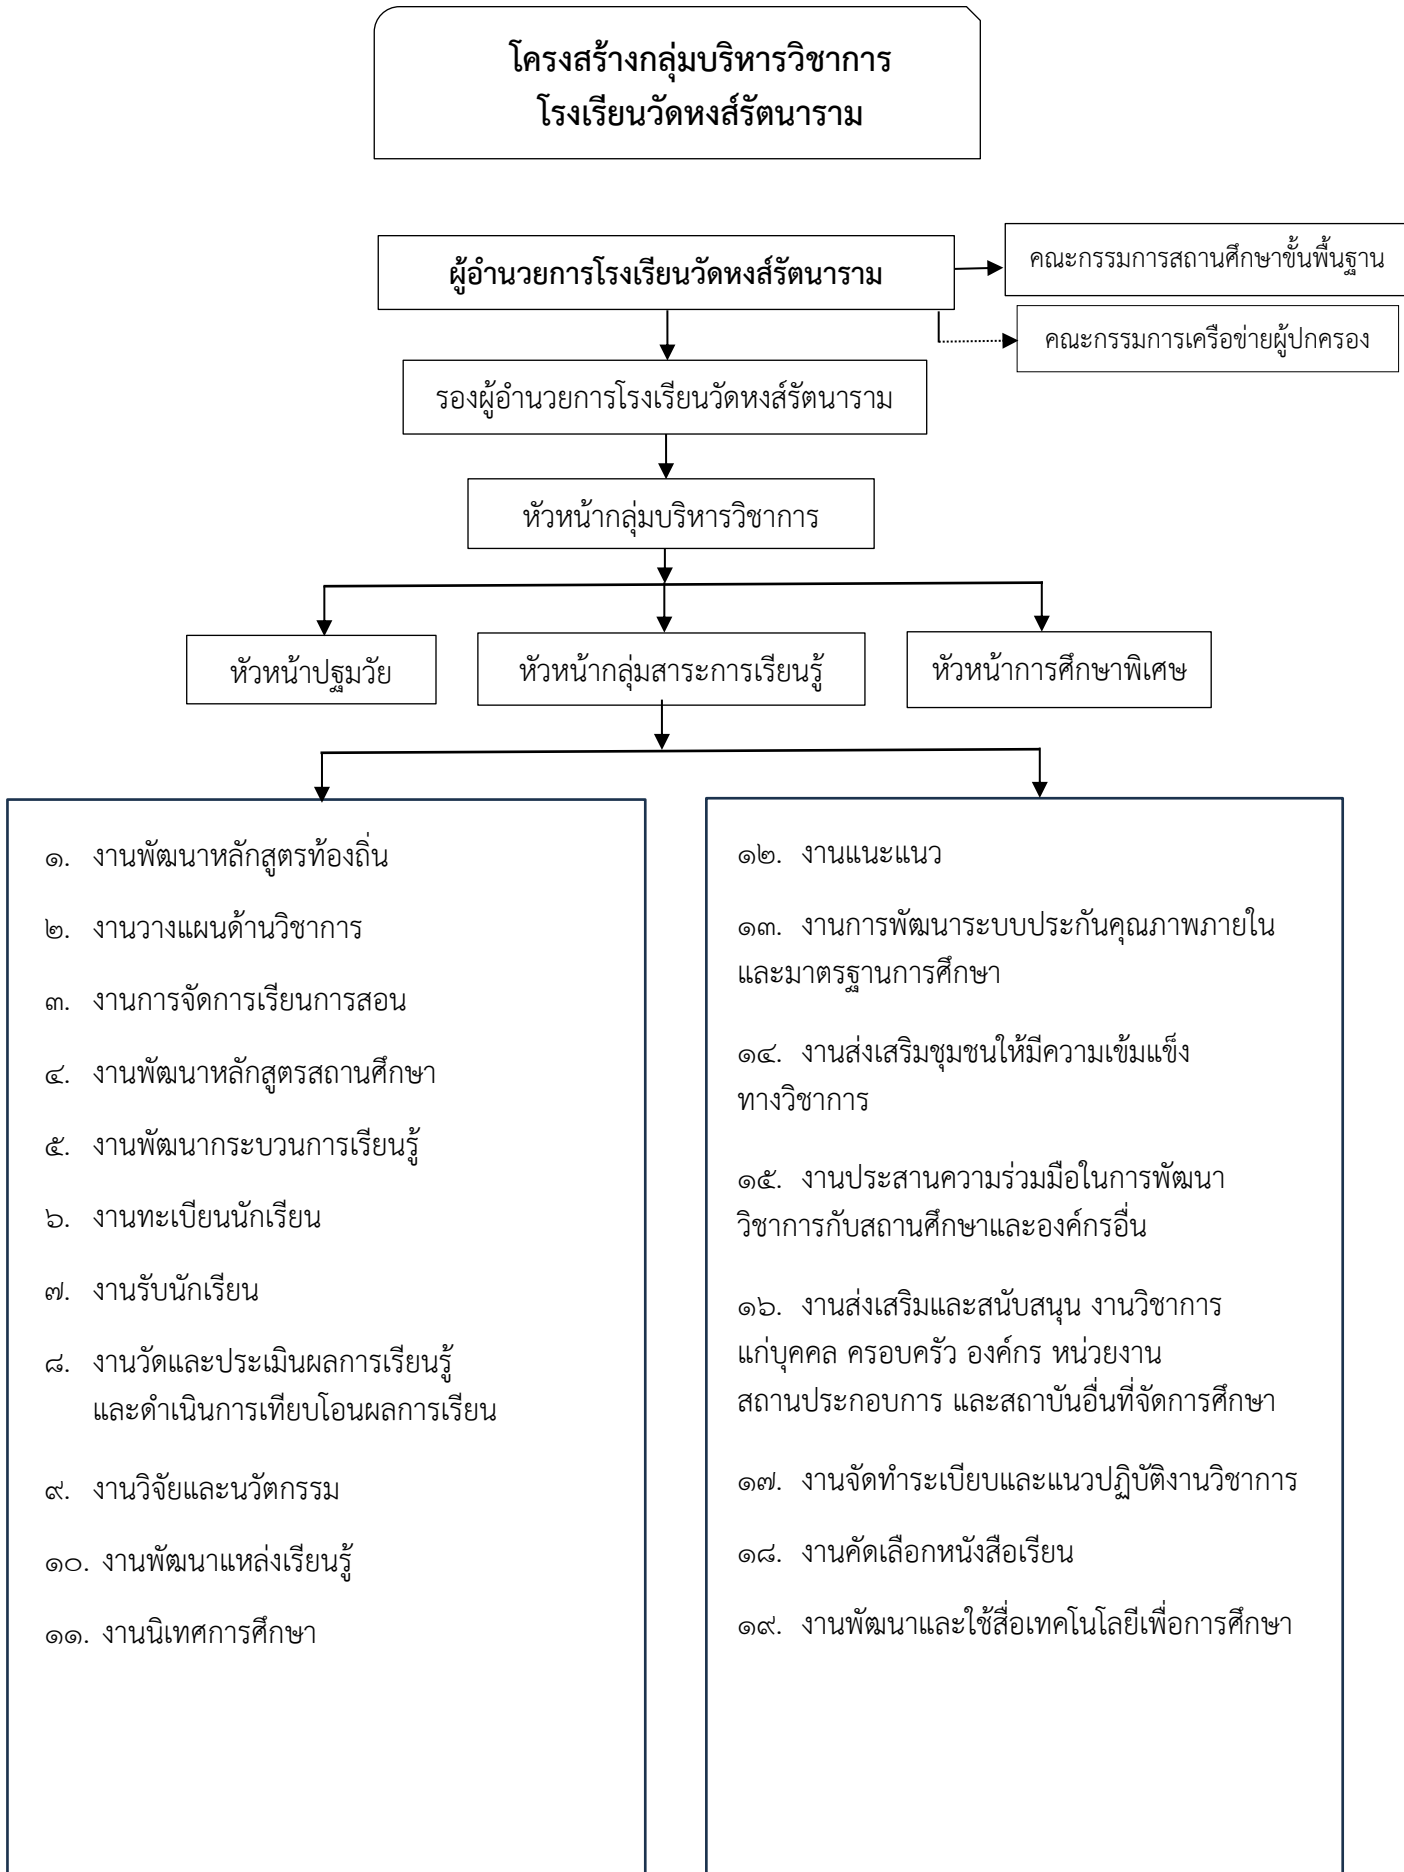 โครงสร้างกลุ่มบริหารวิชาการ
โรงเรียนวัดหงส์รัตนาราม
ผู้อำนวยการโรงเรียนวัดหงส์รัตนาราม
คณะกรรมการสถานศึกษาขั้นพื้นฐาน
คณะกรรมการเครือข่ายผู้ปกครอง
รองผู้อำนวยการโรงเรียนวัดหงส์รัตนาราม
หัวหน้ากลุ่มบริหารวิชาการ
หัวหน้าปฐมวัย
หัวหน้ากลุ่มสาระการเรียนรู้
หัวหน้าการศึกษาพิเศษ
๑. งานพัฒนาหลักสูตรท้องถิ่น
๒. งานวางแผนด้านวิชาการ
๓. งานการจัดการเรียนการสอน
๔. งานพัฒนาหลักสูตรสถานศึกษา
๕. งานพัฒนากระบวนการเรียนรู้
๖. งานทะเบียนนักเรียน
๗. งานรับนักเรียน
๘. งานวัดและประเมินผลการเรียนรู้
และดำเนินการเทียบโอนผลการเรียน
๙. งานวิจัยและนวัตกรรม
๑๐. งานพัฒนาแหล่งเรียนรู้
๑๑. งานนิเทศการศึกษา
๑๒. งานแนะแนว
๑๓. งานการพัฒนาระบบประกันคุณภาพภายใน
และมาตรฐานการศึกษา
๑๔. งานส่งเสริมชุมชนให้มีความเข้มแข็ง
ทางวิชาการ
๑๕. งานประสานความร่วมมือในการพัฒนา
วิชาการกับสถานศึกษาและองค์กรอื่น
๑๖. งานส่งเสริมและสนับสนุน งานวิชาการ
แก่บุคคล ครอบครัว องค์กร หน่วยงาน
สถานประกอบการ และสถาบันอื่นที่จัดการศึกษา
๑๗. งานจัดทำระเบียบและแนวปฏิบัติงานวิชาการ
๑๘. งานคัดเลือกหนังสือเรียน
๑๙. งานพัฒนาและใช้สื่อเทคโนโลยีเพื่อการศึกษา